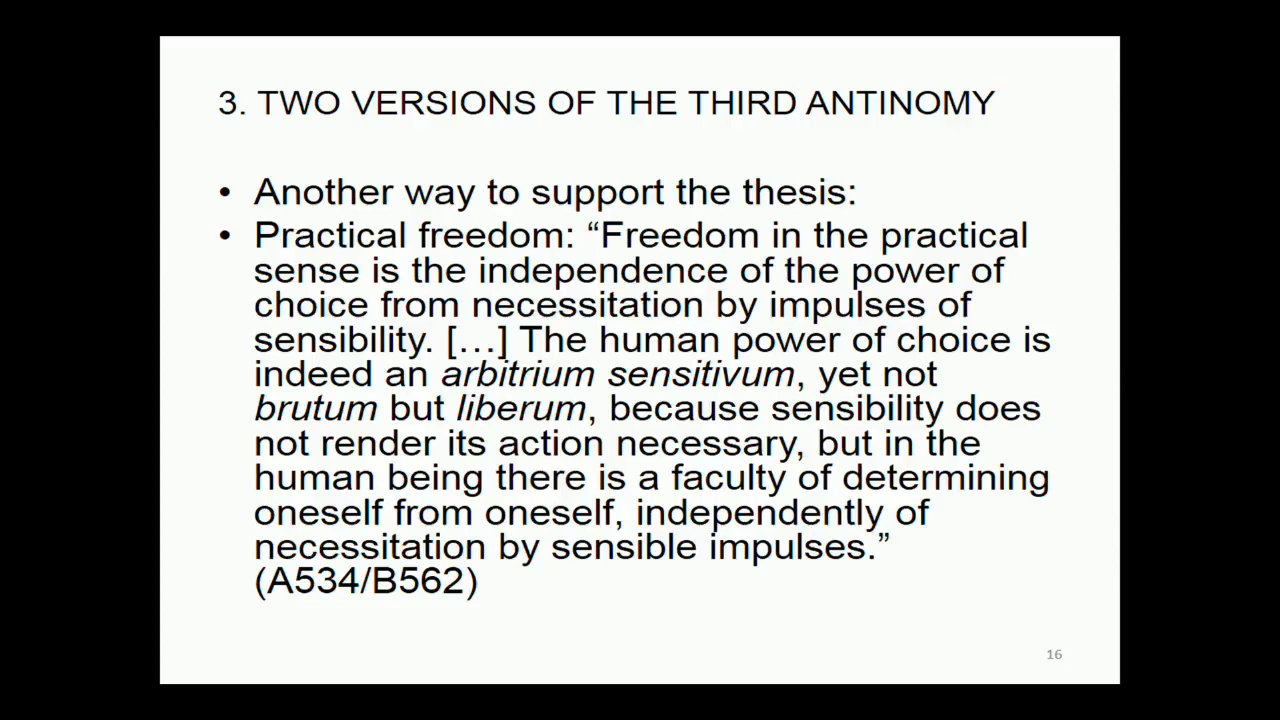 3. TWO VERSIONS OF THE THIRD ANTINOMY
• Another way to support the thesis:
• Practical freedom: “Freedom in the practical
sense is the independence of the power of
choice from necessitation by impulses of
sensibility. […] The human power of choice is
indeed an arbitrium sensitivum, yet not
brutum but liberum, because sensibility does
not render its action necessary, but in the
human being there is a faculty of determining
oneself from oneself, independently of
necessitation by sensible impulses.”
(A534/B562)
16